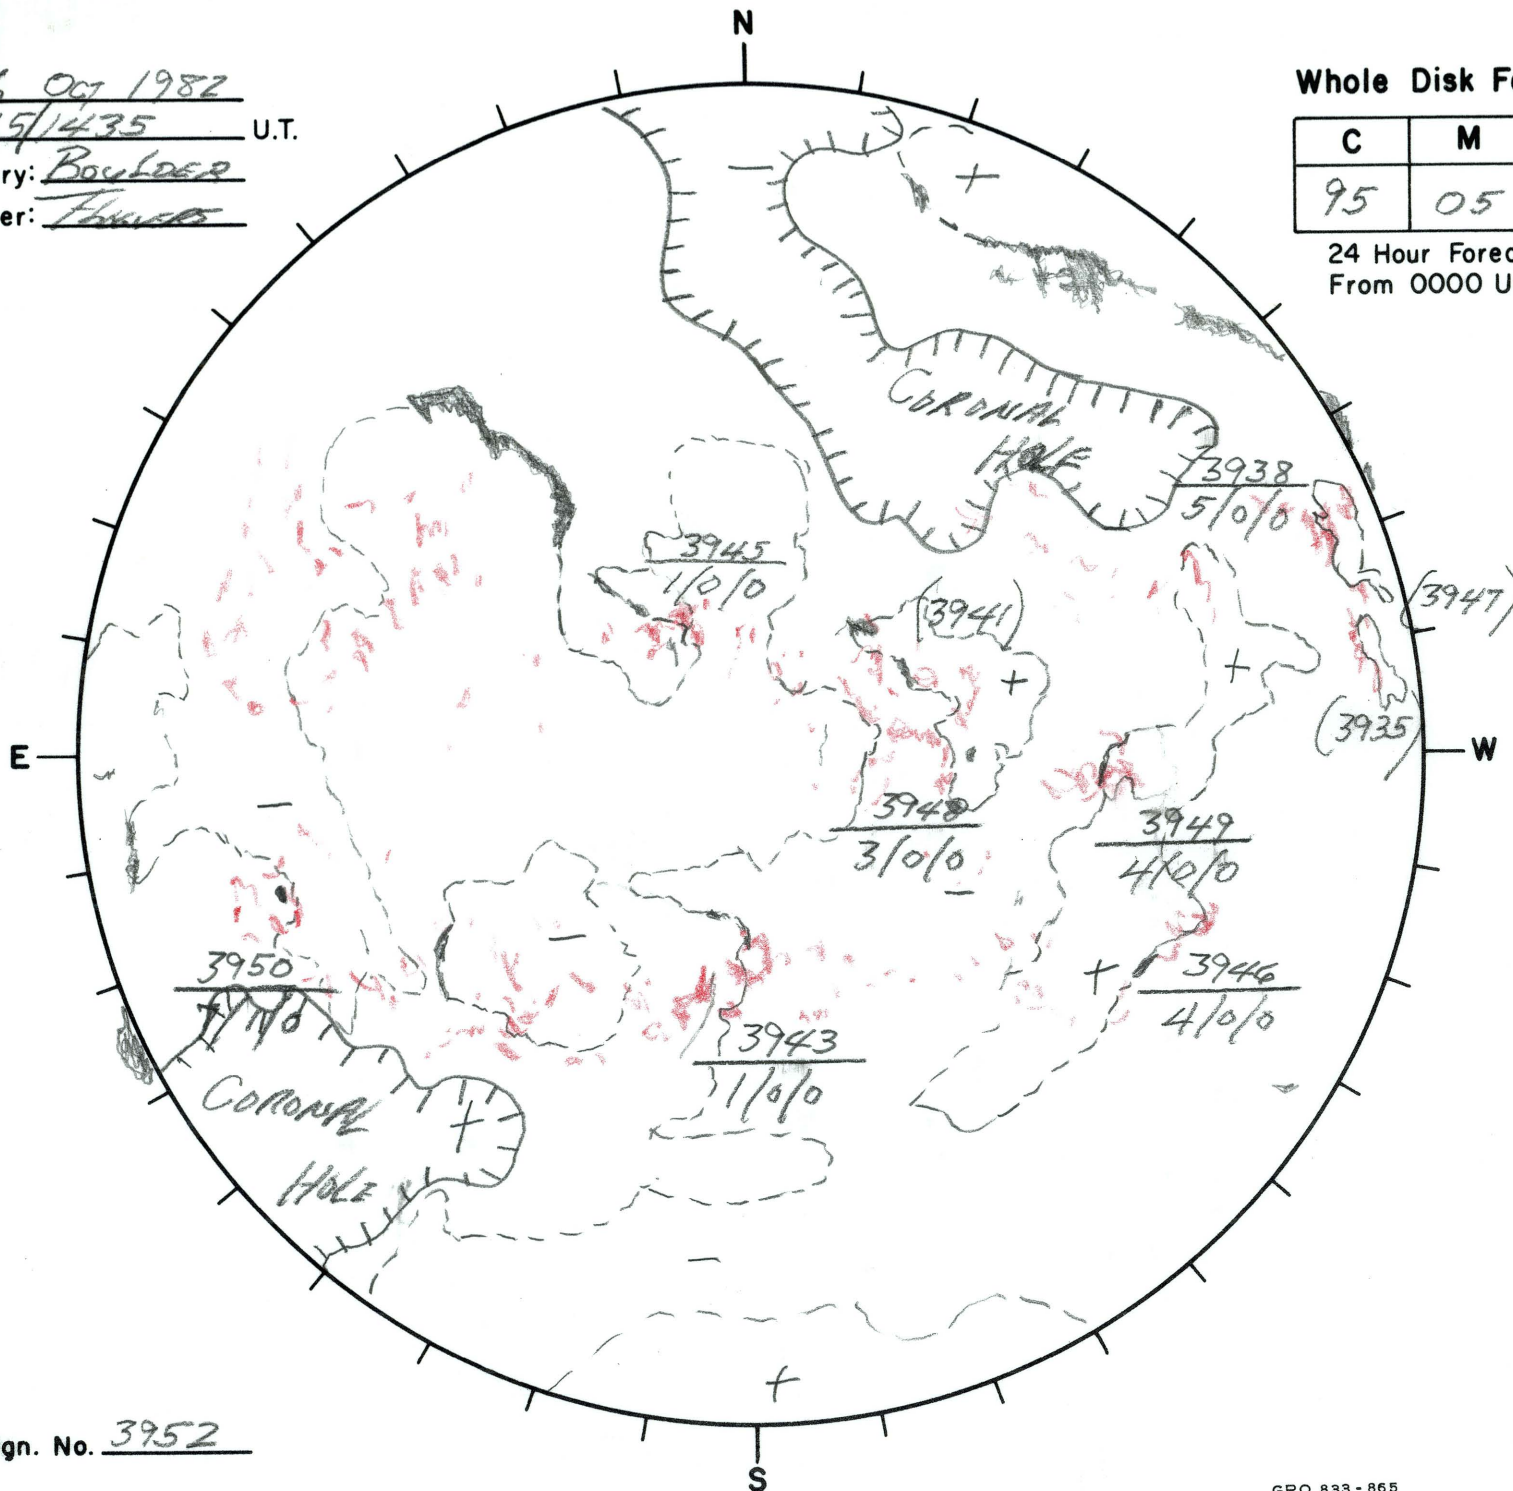 N
Oct 1982
5/1435 U.T.
ry: Boulder
er:
Whole Disk Fo
C M
95 05
24 Hour Forec
From 0000 U
+
—
Coronal
Hole
3938
5/0/0
3945
1/0/0
(3941)
(3947)
+
+
(3935)
E
W
—
3948
3/0/0
3949
4/0/0
—
—
3950
+
3946
4/0/0
3943
1/0/0
Coronal
Hole
+
—
+
gn. No. 3952
S
GPO 833-865